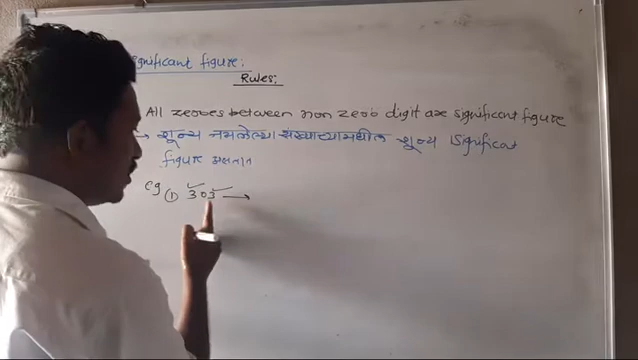 gnificant figure:
Rules:
All zeroes between non zero digit are significant figure
→ शून्य नसलेल्या संख्याच्यामधील शून्य Significant
figure असतात
eg ① 303 →